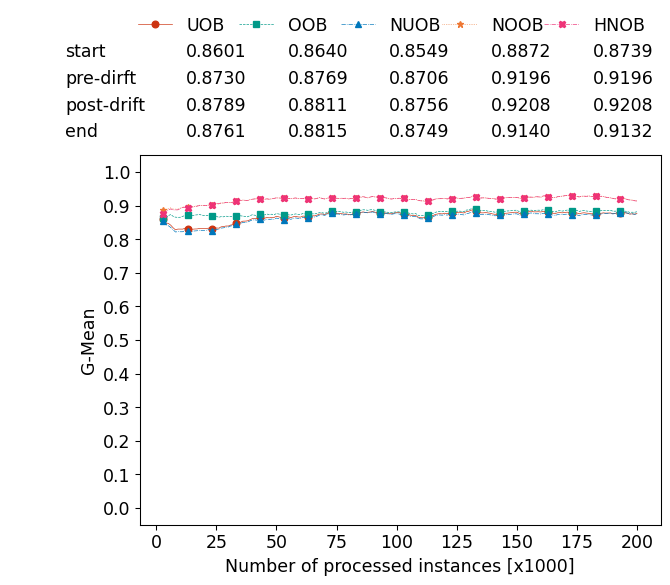 UOB OOB NUOB NOOB HNOB
start 0.8601 0.8640 0.8549 0.8872 0.8739
pre-dirft 0.8730 0.8769 0.8706 0.9196 0.9196
post-drift 0.8789 0.8811 0.8756 0.9208 0.9208
end 0.8761 0.8815 0.8749 0.9140 0.9132
1.0
0.9
0.8
0.7
0.6
0.5
0.4
0.3
0.2
0.1
0.0
G-Mean
0 25 50 75 100 125 150 175 200
Number of processed instances [x1000]